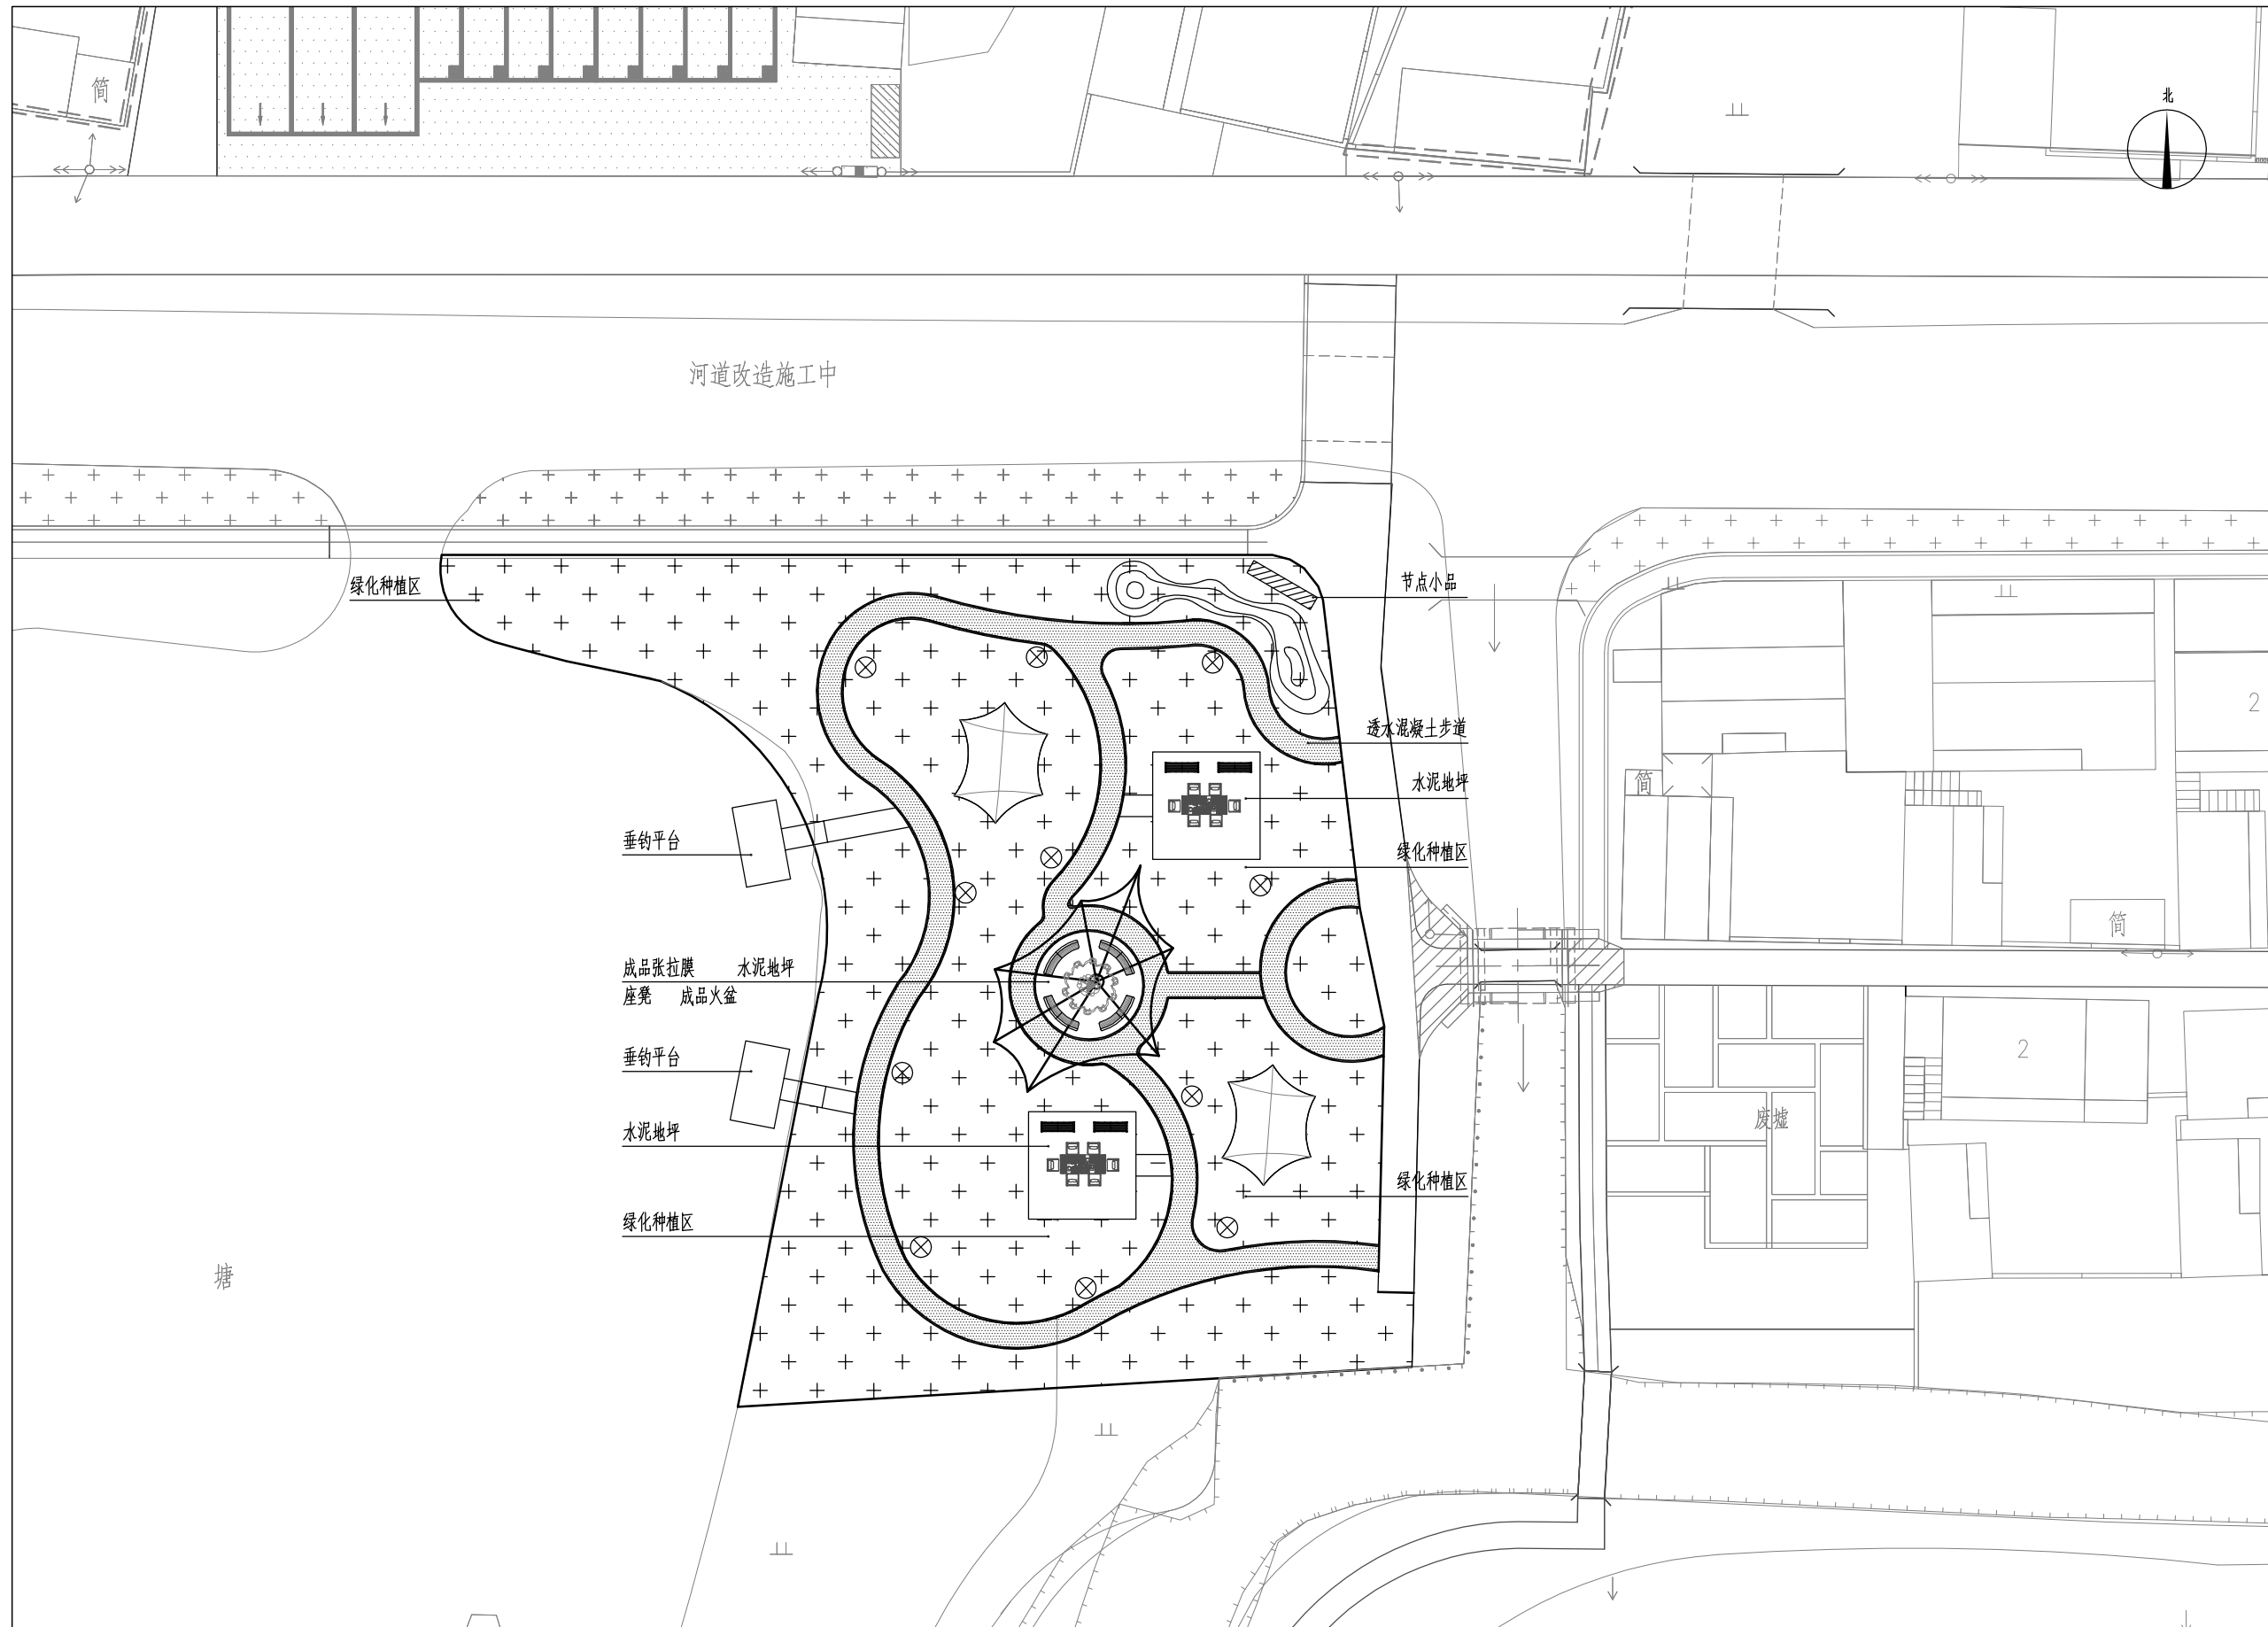 简
北
河道改造施工中
绿化种植区
节点小品
透水混凝土步道
2
水泥地坪
简
垂钓平台
绿化种植区
简
成品张拉膜 水泥地坪
座凳 成品火盆
垂钓平台
2
废墟
水泥地坪
绿化种植区
绿化种植区
塘